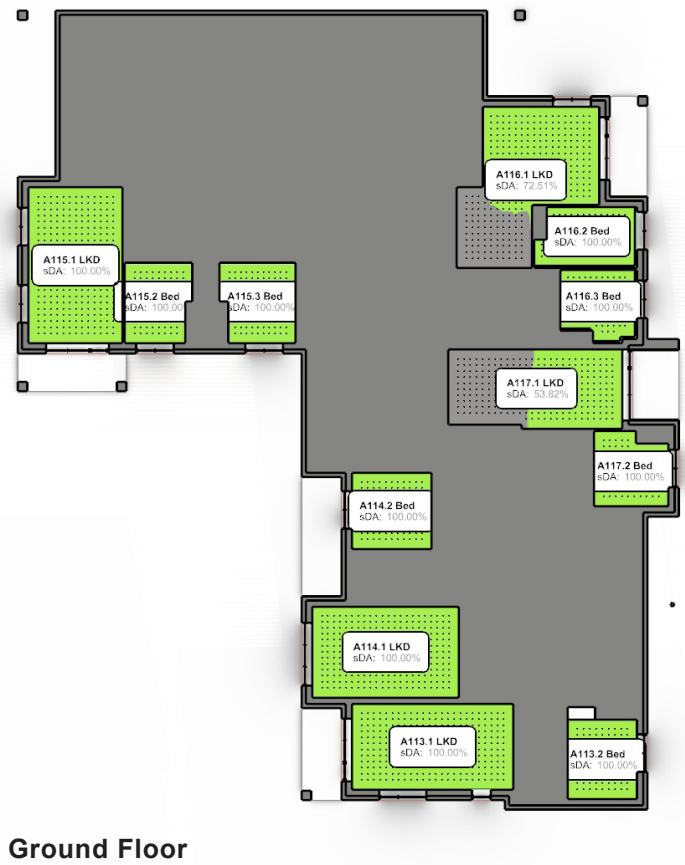 A116.1 LKD
sDA: 72.51%
A116.2 Bed
sDA: 100.00%
A115.1 LKD
sDA: 100.00%
A115.2 Bed
sDA: 100.00
A115.3 Bed
sDA: 100.00%
A116.3 Bed
sDA: 100.00%
A117.1 LKD
sDA: 53.82%
A117.2 Bed
sDA: 100.00%
A114.2 Bed
sDA: 100.00%
A114.1 LKD
sDA: 100.00%
A113.1 LKD
sDA: 100.00%
A113.2 Bed
sDA: 100.00%
Ground Floor